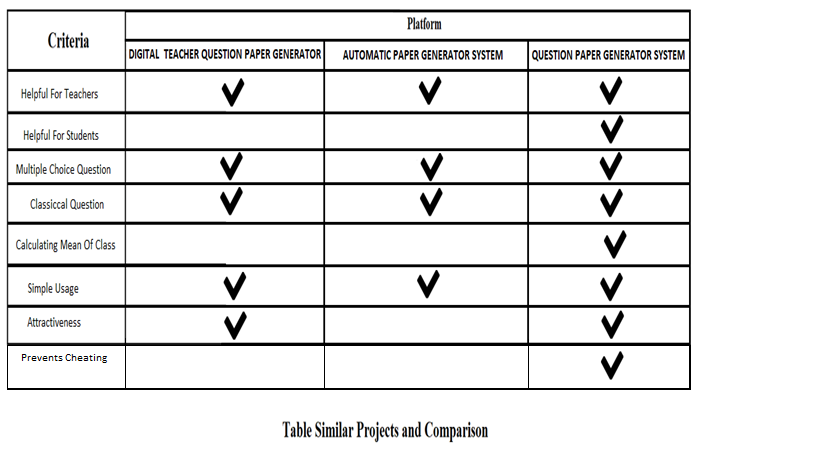 Platform
Criteria
DIGITAL TEACHER QUESTION PAPER GENERATOR AUTOMATIC PAPER GENERATOR SYSTEM QUESTION PAPER GENERATOR SYSTEM
Helpful For Teachers
Helpful For Students
Multiple Choice Question
Classiccal Question
Calculating Mean Of Class
Simple Usage
Attractiveness
Prevents Cheating
Table Similar Projects and Comparison